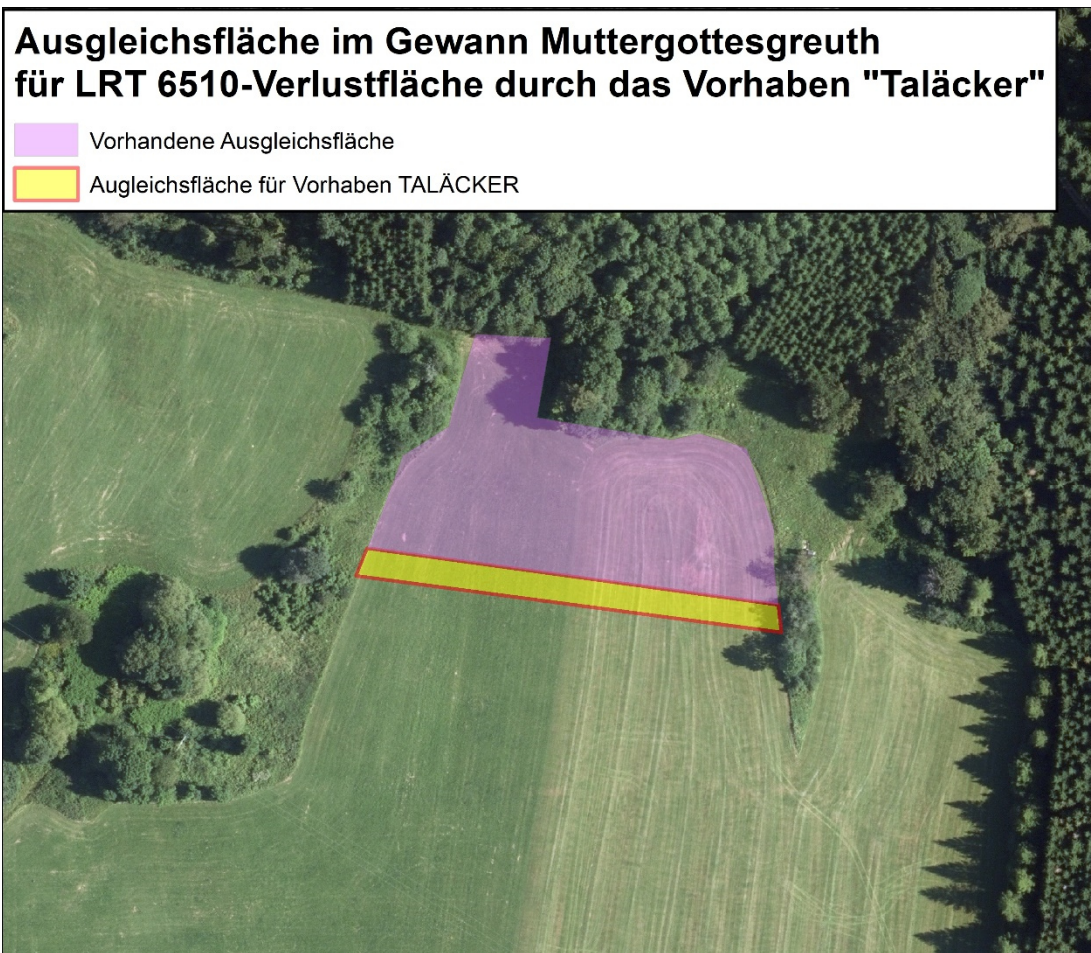 Ausgleichsfläche im Gewann Muttergottesgreuth
für LRT 6510-Verlustfläche durch das Vorhaben "Taläcker"
Vorhandene Ausgleichsfläche
Augleichsfläche für Vorhaben TALÄCKER